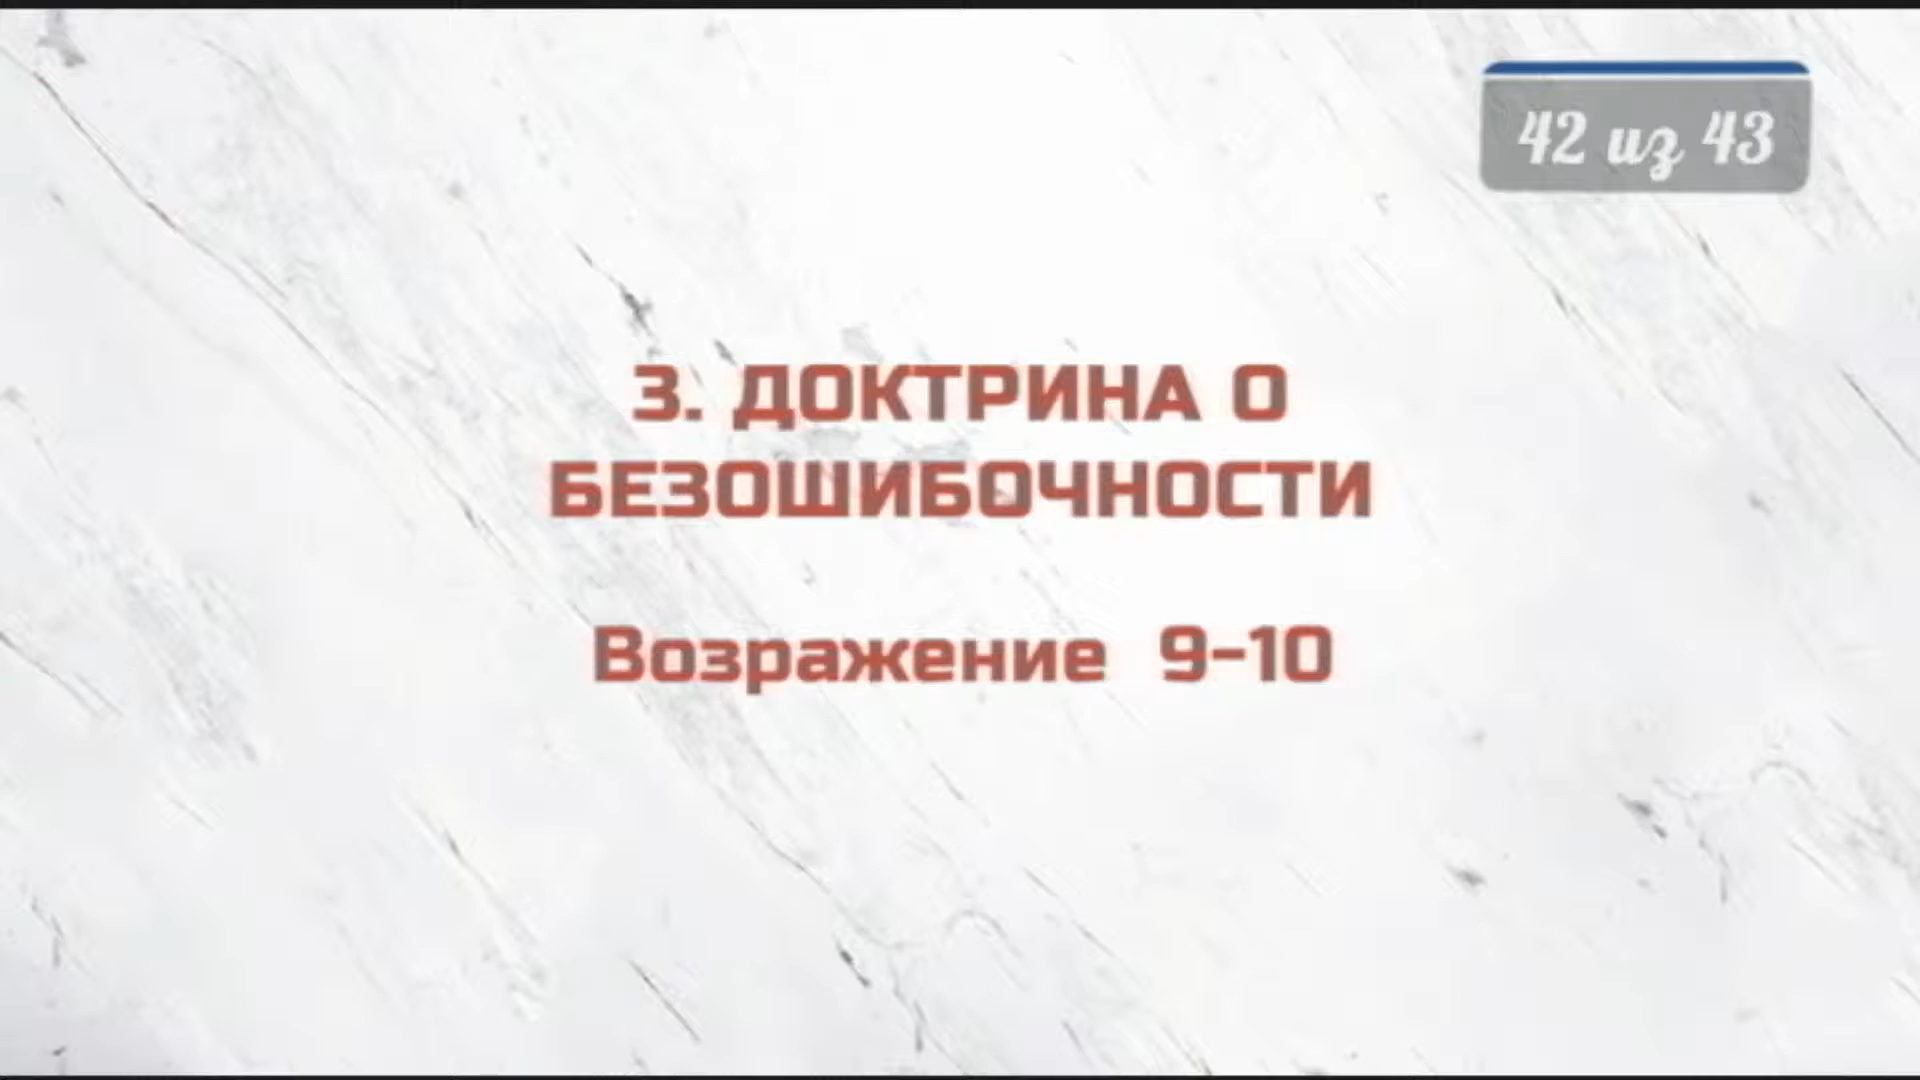 42 из 43
3. ДОКТРИНА О
БЕЗОШИБОЧНОСТИ
Возражение 9-10